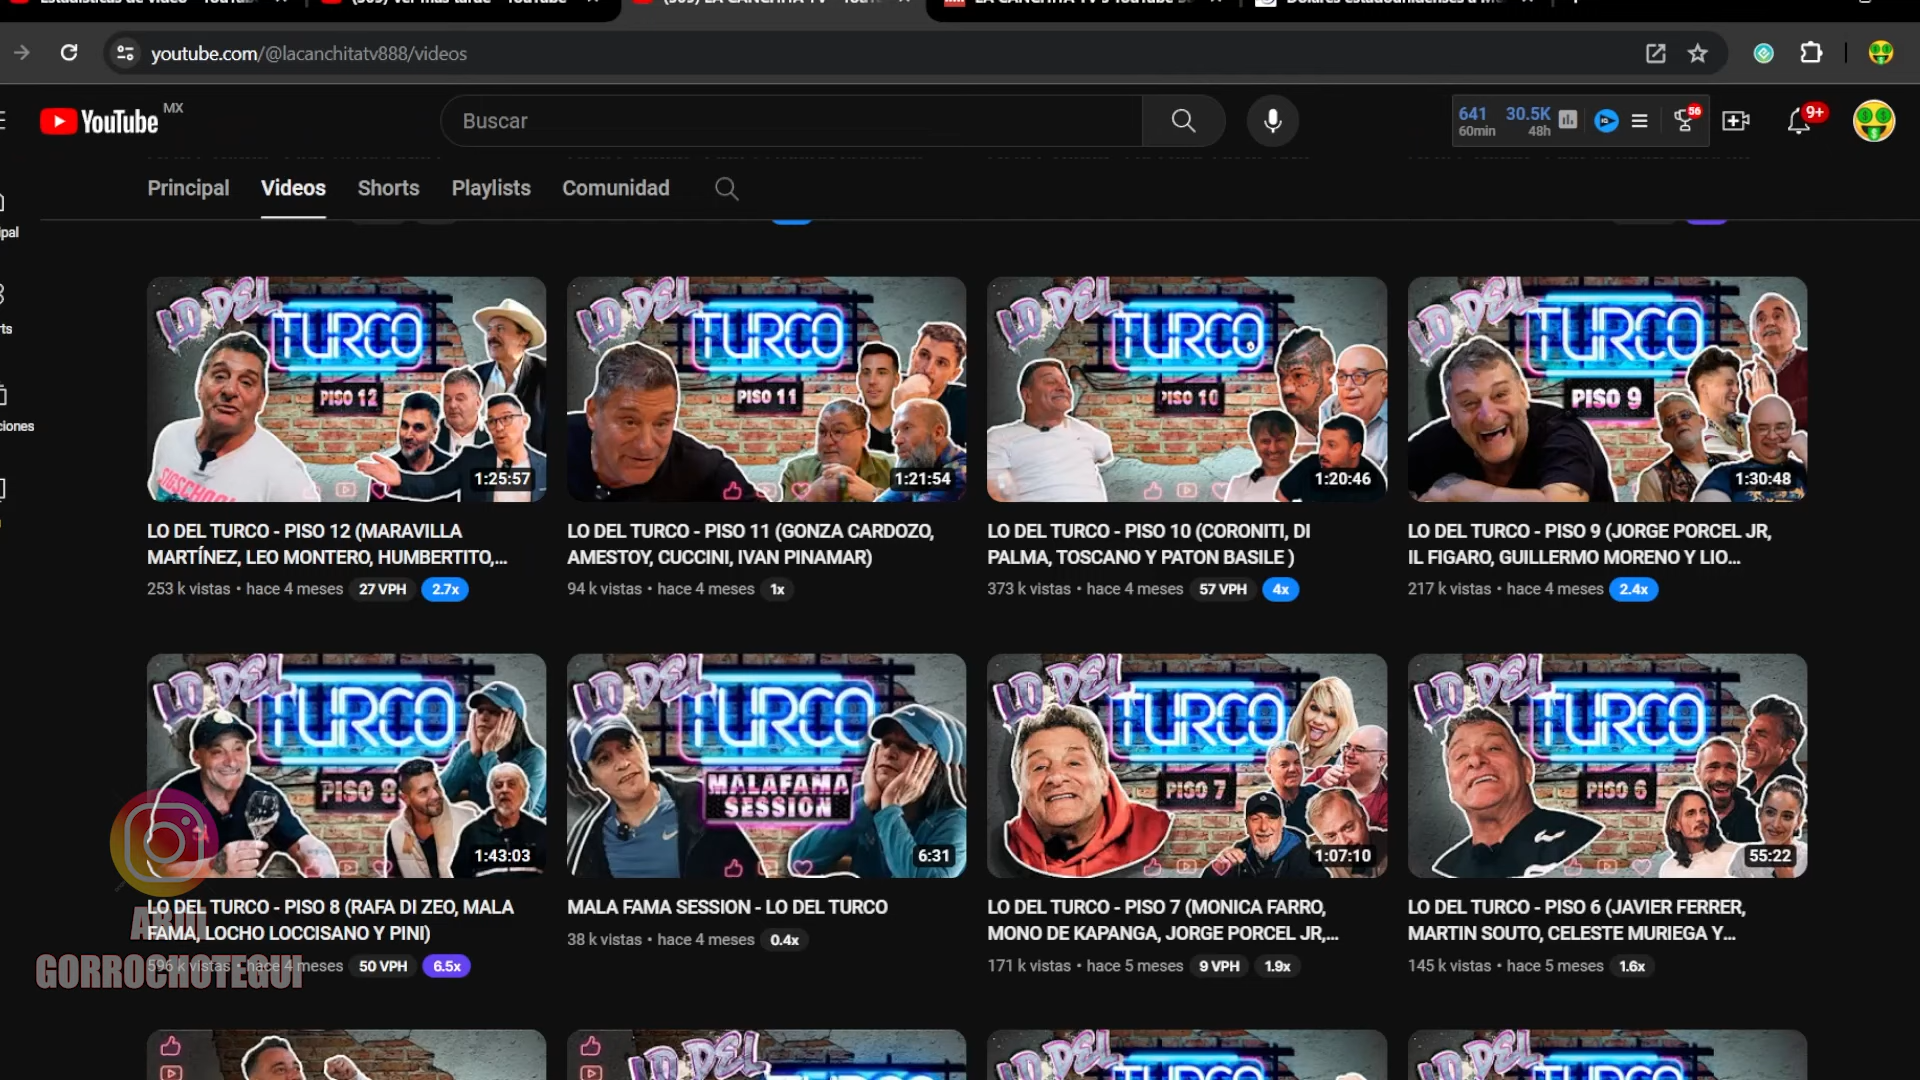 youtube.com/@lacanchitatv888/videos
YouTube MX
Buscar
641 30.5K
60min 48h
56
9+
Principal Videos Shorts Playlists Comunidad
LO DEL TURCO PISO 12 1:25:57
LO DEL TURCO PISO 11 1:21:54
LO DEL TURCO PISO 10 1:20:46
LO DEL TURCO PISO 9 1:30:48
LO DEL TURCO - PISO 12 (MARAVILLA
MARTÍNEZ, LEO MONTERO, HUMBERTITO,...
253 k vistas • hace 4 meses 27 VPH 2.7x
LO DEL TURCO - PISO 11 (GONZA CARDOZO,
AMESTOY, CUCCINI, IVAN PINAMAR)
94 k vistas • hace 4 meses 1x
LO DEL TURCO - PISO 10 (CORONITI, DI
PALMA, TOSCANO Y PATON BASILE )
373 k vistas • hace 4 meses 57 VPH 4x
LO DEL TURCO - PISO 9 (JORGE PORCEL JR,
IL FIGARO, GUILLERMO MORENO Y LIO...
217 k vistas • hace 4 meses 2.4x
LO DEL TURCO PISO 8 1:43:03
LO DEL TURCO MALAFAMA SESSION 6:31
LO DEL TURCO PISO 7 1:07:10
LO DEL TURCO PISO 6 55:22
LO DEL TURCO - PISO 8 (RAFA DI ZEO, MALA
FAMA, LOCHO LOCCISANO Y PINI)
596 k vistas • hace 4 meses 50 VPH 6.5x
MALA FAMA SESSION - LO DEL TURCO
38 k vistas • hace 4 meses 0.4x
LO DEL TURCO - PISO 7 (MONICA FARRO,
MONO DE KAPANGA, JORGE PORCEL JR,...
171 k vistas • hace 5 meses 9 VPH 1.9x
LO DEL TURCO - PISO 6 (JAVIER FERRER,
MARTIN SOUTO, CELESTE MURIEGA Y...
145 k vistas • hace 5 meses 1.6x
GORROCHOTEGUI